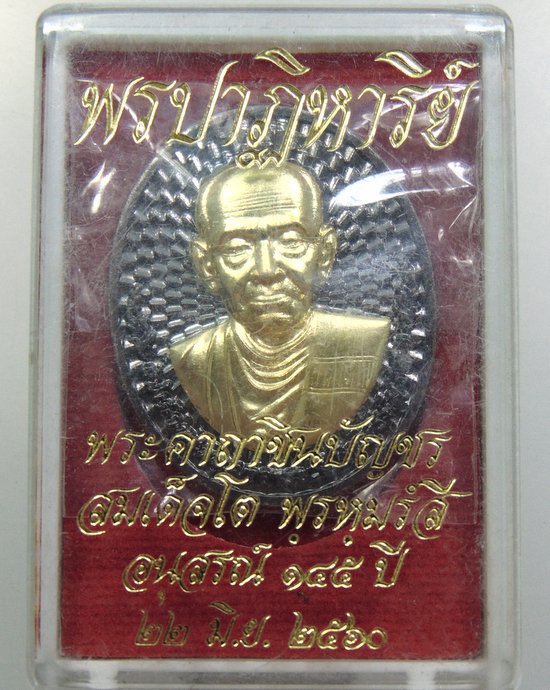 พรปาฏิหาริย์
พระคาถาชินบัญชร
สมเด็จโต พฺรหฺมรํสี
อนุสรณ์ ๑๔๕ ปี
๒๒ มิ.ย. ๒๕๖๐